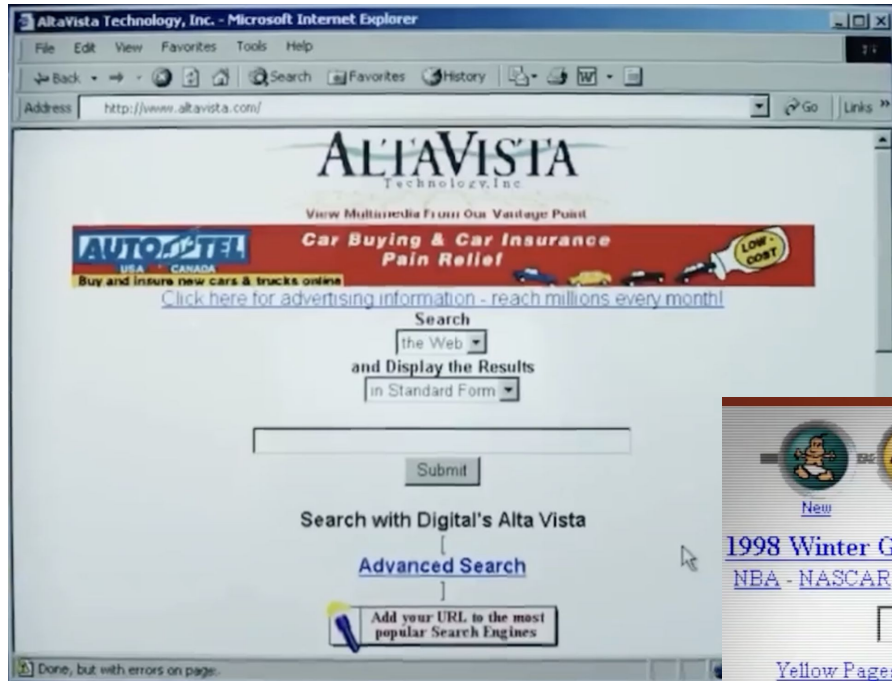 AltaVista Technology, Inc. - Microsoft Internet Explorer
File Edit View Favorites Tools Help
Back Search Favorites History W
Address http://www.altavista.com/ Go Links »
ALTAVISTA
Technology, Inc.
View Multimedia From Our Vantage Point
AUTO TEL
USA CANADA
Buy and insure new cars & trucks online
Car Buying & Car Insurance
Pain Relief
LOW-
COST
Click here for advertising information - reach millions every month!
Search
the Web
and Display the Results
in Standard Form
Submit
Search with Digital's Alta Vista
[
Advanced Search
]
Add your URL to the most
popular Search Engines
Done, but with errors on page.
New
1998 Winter G
NBA - NASCAR
Yellow Page